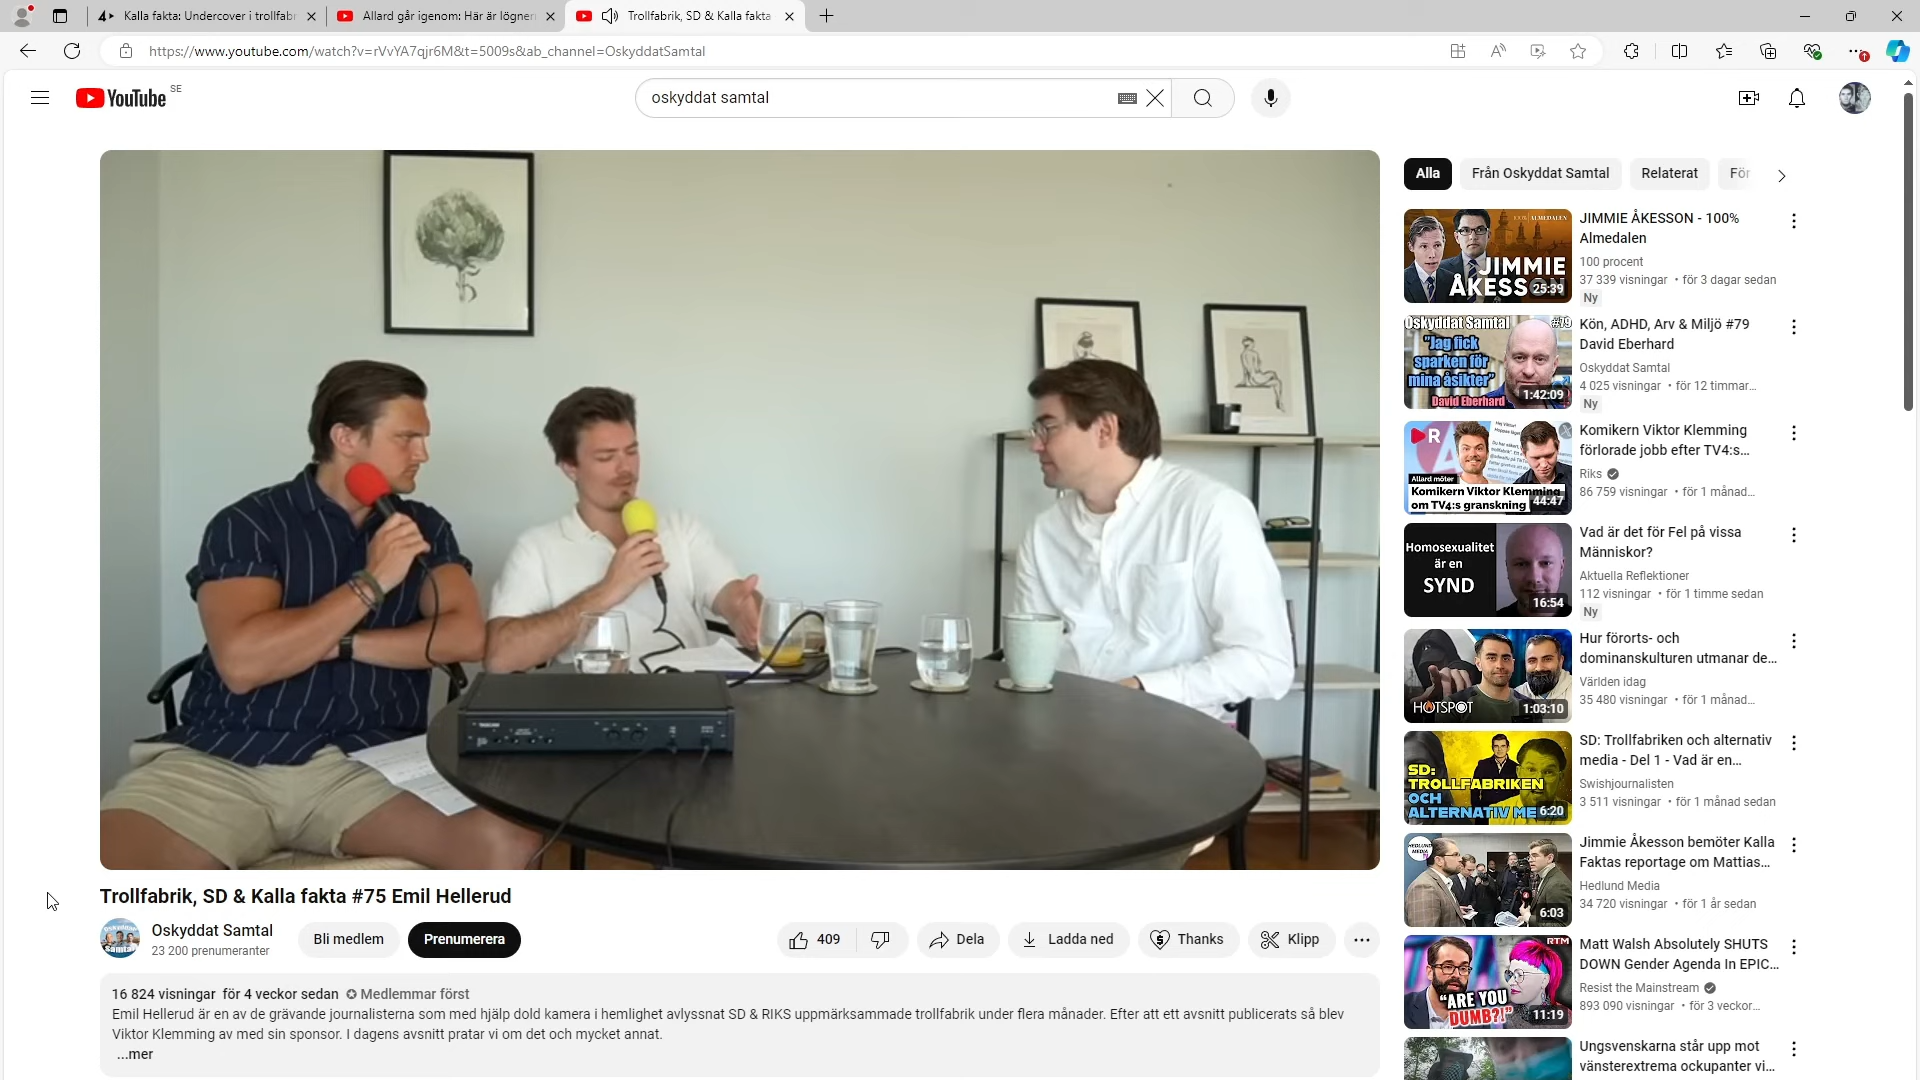 Kalla fakta: Undercover i trollfabr
Allard går igenom: Här är lögner
Trollfabrik, SD & Kalla fakta
https://www.youtube.com/watch?v=rVvYA7qjr6M&t=5009s&ab_channel=OskyddatSamtal
YouTube SE
oskyddat samtal
Alla
Från Oskyddat Samtal
Relaterat
För
100% ALMEDALEN
JIMMIE
ÅKESSON
25:39
JIMMIE ÅKESSON - 100%
Almedalen
100 procent
37 339 visningar • för 3 dagar sedan
Ny
Oskyddat Samtal #79
"Jag fick
sparken för
mina åsikter"
David Eberhard
1:42:09
Kön, ADHD, Arv & Miljö #79
David Eberhard
Oskyddat Samtal
4 025 visningar • för 12 timmar...
Ny
R
Allard möter
Komikern Viktor Klemming
om TV4:s granskning
44:47
Komikern Viktor Klemming
förlorade jobb efter TV4:s...
Riks
86 759 visningar • för 1 månad...
Homosexualitet
är en
SYND
16:54
Vad är det för Fel på vissa
Människor?
Aktuella Reflektioner
112 visningar • för 1 timme sedan
Ny
HOTSPOT
1:03:10
Hur förorts- och
dominanskulturen utmanar de...
Världen idag
35 480 visningar • för 1 månad...
SD:
TROLLFABRIKEN
OCH
ALTERNATIV ME
6:20
SD: Trollfabriken och alternativ
media - Del 1 - Vad är en...
Swishjournalisten
3 511 visningar • för 1 månad sedan
HEDLUND
MEDIA
6:03
Jimmie Åkesson bemöter Kalla
Faktas reportage om Mattias...
Hedlund Media
34 720 visningar • för 1 år sedan
RTM
"ARE YOU
DUMB?!"
11:19
Matt Walsh Absolutely SHUTS
DOWN Gender Agenda In EPIC...
Resist the Mainstream
893 090 visningar • för 3 veckor...
Ungsvenskarna står upp mot
vänsterextrema ockupanter vi...
TASCAM
Trollfabrik, SD & Kalla fakta #75 Emil Hellerud
Oskyddat Samtal
23 200 prenumeranter
Bli medlem
Prenumerera
409
Dela
Ladda ned
Thanks
Klipp
16 824 visningar för 4 veckor sedan Medlemmar först
Emil Hellerud är en av de grävande journalisterna som med hjälp dold kamera i hemlighet avlyssnat SD & RIKS uppmärksammade trollfabrik under flera månader. Efter att ett avsnitt publicerats så blev
Viktor Klemming av med sin sponsor. I dagens avsnitt pratar vi om det och mycket annat.
...mer